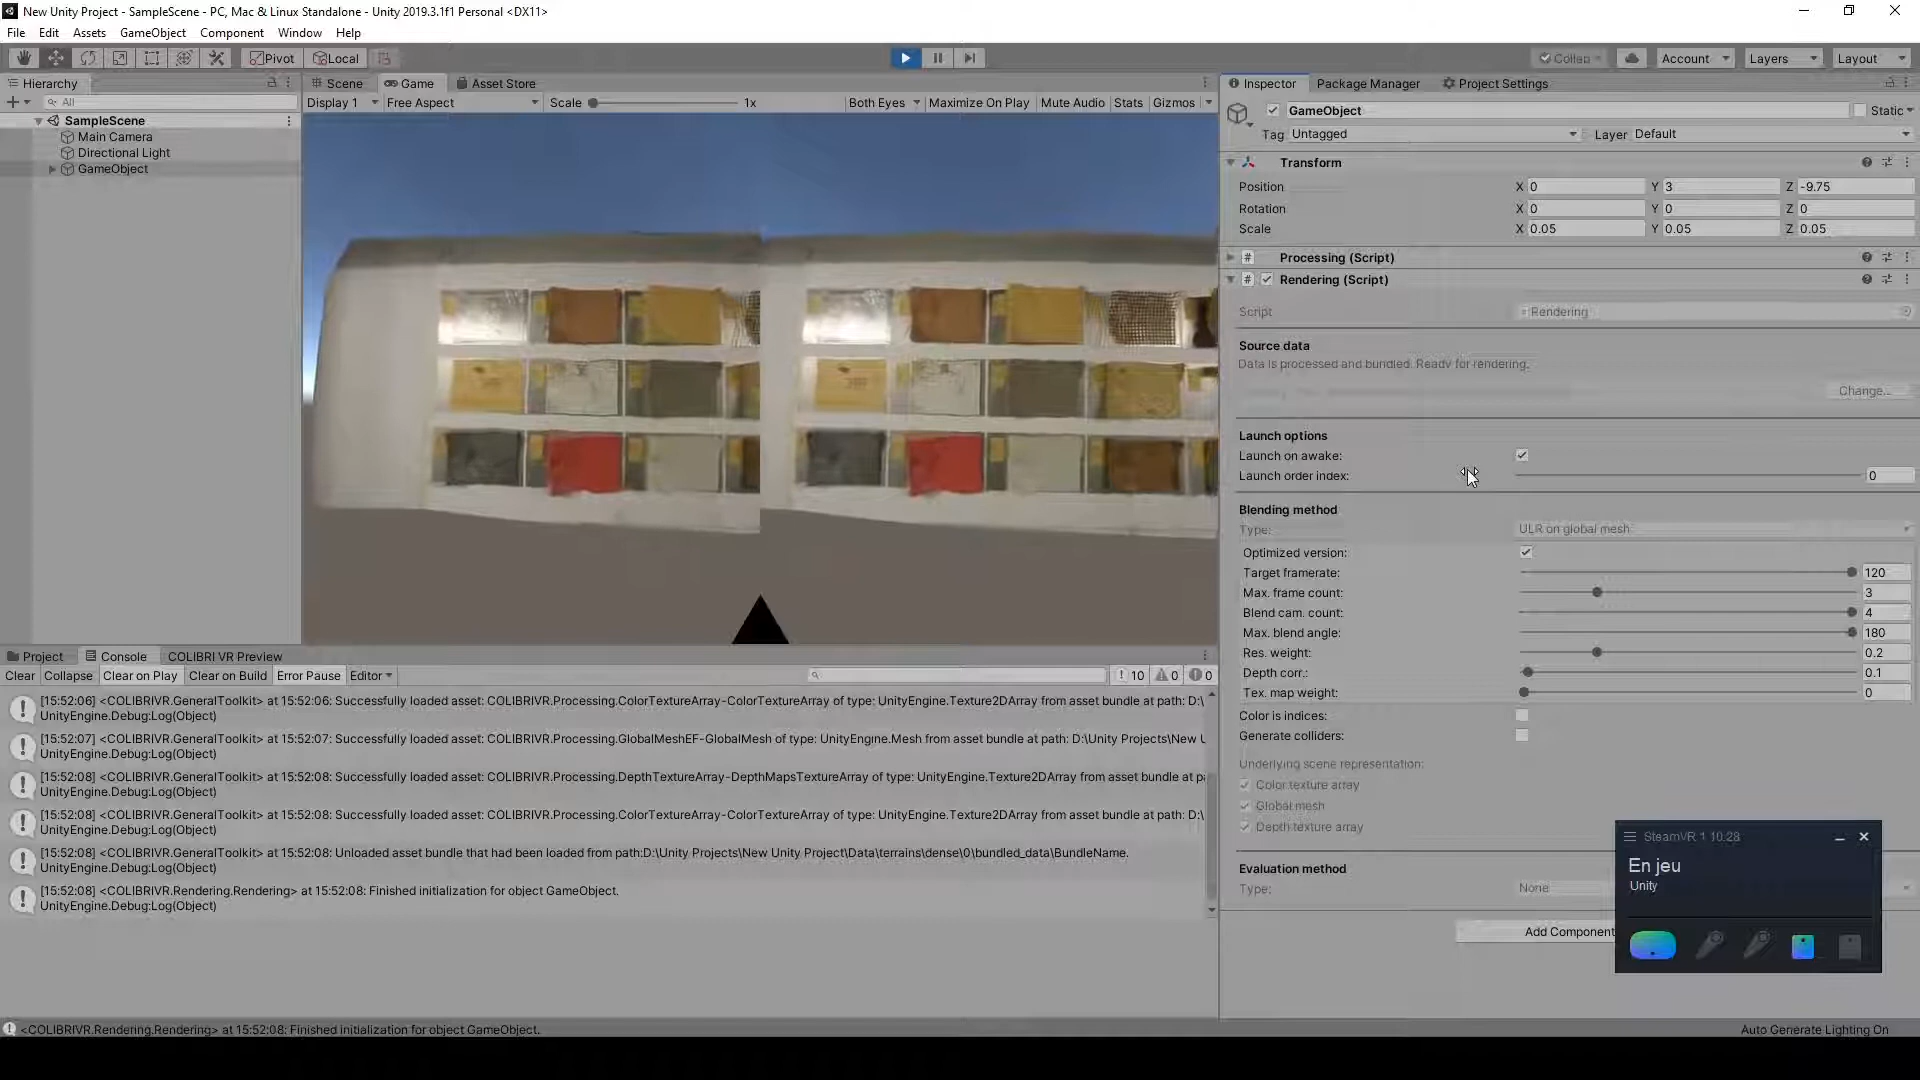 New Unity Project - SampleScene - PC, Mac & Linux Standalone - Unity 2019.3.1f1 Personal <DX11>
File Edit Assets GameObject Component Window Help
Pivot Local Collab Account Layers Layout
Hierarchy
All
SampleScene
Main Camera
Directional Light
GameObject
Scene Game Asset Store
Display 1 Free Aspect Scale 1x Both Eyes Maximize On Play Mute Audio Stats Gizmos
Inspector Package Manager Project Settings
GameObject Static
Tag Untagged Layer Default
Transform
Position X 0 Y 3 Z -9.75
Rotation X 0 Y 0 Z 0
Scale X 0.05 Y 0.05 Z 0.05
# Processing (Script)
# Rendering (Script)
Script Rendering
Source data
Data is processed and bundled. Ready for rendering.
Change...
Launch options
Launch on awake:
Launch order index: 0
Blending method
Type: ULR on global mesh
Optimized version:
Target framerate: 120
Max. frame count: 3
Blend cam. count: 4
Max. blend angle: 180
Res. weight: 0.2
Depth corr.: 0.1
Tex. map weight: 0
Color is indices:
Generate colliders:
Underlying scene representation:
Color texture array
Global mesh
Depth texture array
Evaluation method
Type: None
Add Component
SteamVR 1.10.28
En jeu
Unity
Project Console COLIBRI VR Preview
Clear Collapse Clear on Play Clear on Build Error Pause Editor 10 0 0
[15:52:06] <COLIBRIVR.GeneralToolkit> at 15:52:06: Successfully loaded asset: COLIBRIVR.Processing.ColorTextureArray-ColorTextureArray of type: UnityEngine.Texture2DArray from asset bundle at path: D:\
UnityEngine.Debug:Log(Object)
[15:52:07] <COLIBRIVR.GeneralToolkit> at 15:52:07: Successfully loaded asset: COLIBRIVR.Processing.GlobalMeshEF-GlobalMesh of type: UnityEngine.Mesh from asset bundle at path: D:\Unity Projects\New U
UnityEngine.Debug:Log(Object)
[15:52:08] <COLIBRIVR.GeneralToolkit> at 15:52:08: Successfully loaded asset: COLIBRIVR.Processing.DepthTextureArray-DepthMapsTextureArray of type: UnityEngine.Texture2DArray from asset bundle at pa
UnityEngine.Debug:Log(Object)
[15:52:08] <COLIBRIVR.GeneralToolkit> at 15:52:08: Successfully loaded asset: COLIBRIVR.Processing.ColorTextureArray-ColorTextureArray of type: UnityEngine.Texture2DArray from asset bundle at path: D:\
UnityEngine.Debug:Log(Object)
[15:52:08] <COLIBRIVR.GeneralToolkit> at 15:52:08: Unloaded asset bundle that had been loaded from path:D:\Unity Projects\New Unity Project\Data\terrains\dense\0\bundled_data\BundleName.
UnityEngine.Debug:Log(Object)
[15:52:08] <COLIBRIVR.Rendering.Rendering> at 15:52:08: Finished initialization for object GameObject.
UnityEngine.Debug:Log(Object)
<COLIBRIVR.Rendering.Rendering> at 15:52:08: Finished initialization for object GameObject.
Auto Generate Lighting On